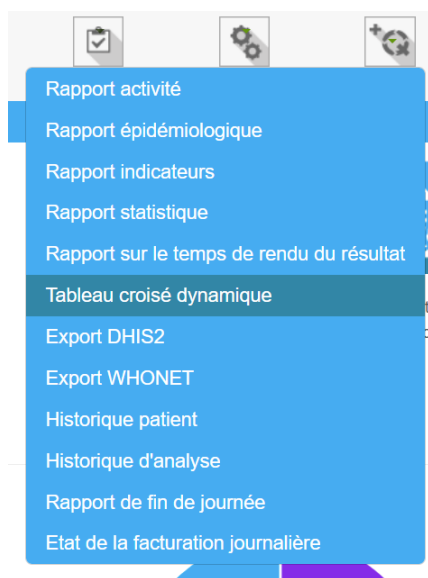 Rapport activité
Rapport épidémiologique
Rapport indicateurs
Rapport statistique
Rapport sur le temps de rendu du résultat
Tableau croisé dynamique
Export DHIS2
Export WHONET
Historique patient
Historique d'analyse
Rapport de fin de journée
Etat de la facturation journalière